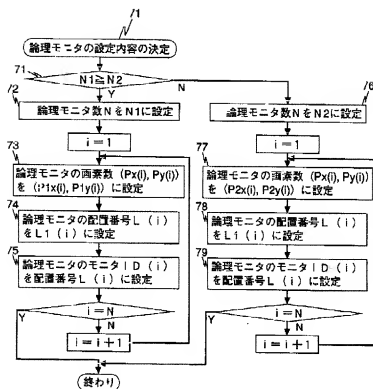 71
論理モニタの設定内容の決定
71
N1≧N2
N
Y
72
論理モニタ数NをN1に設定
i=1
73
論理モニタの画素数(Px(i), Py(i))
を(P1x(i), P1y(i))に設定
74
論理モニタの配置番号L(i)
をL1(i)に設定
75
論理モニタのモニタID(i)
を配置番号L(i)に設定
Y
i=N
N
i=i+1
終わり
76
論理モニタ数NをN2に設定
i=1
77
論理モニタの画素数(Px(i), Py(i))
を(P2x(i), P2y(i))に設定
78
論理モニタの配置番号L(i)
をL1(i)に設定
79
論理モニタのモニタID(i)
を配置番号L(i)に設定
Y
i=N
N
i=i+1